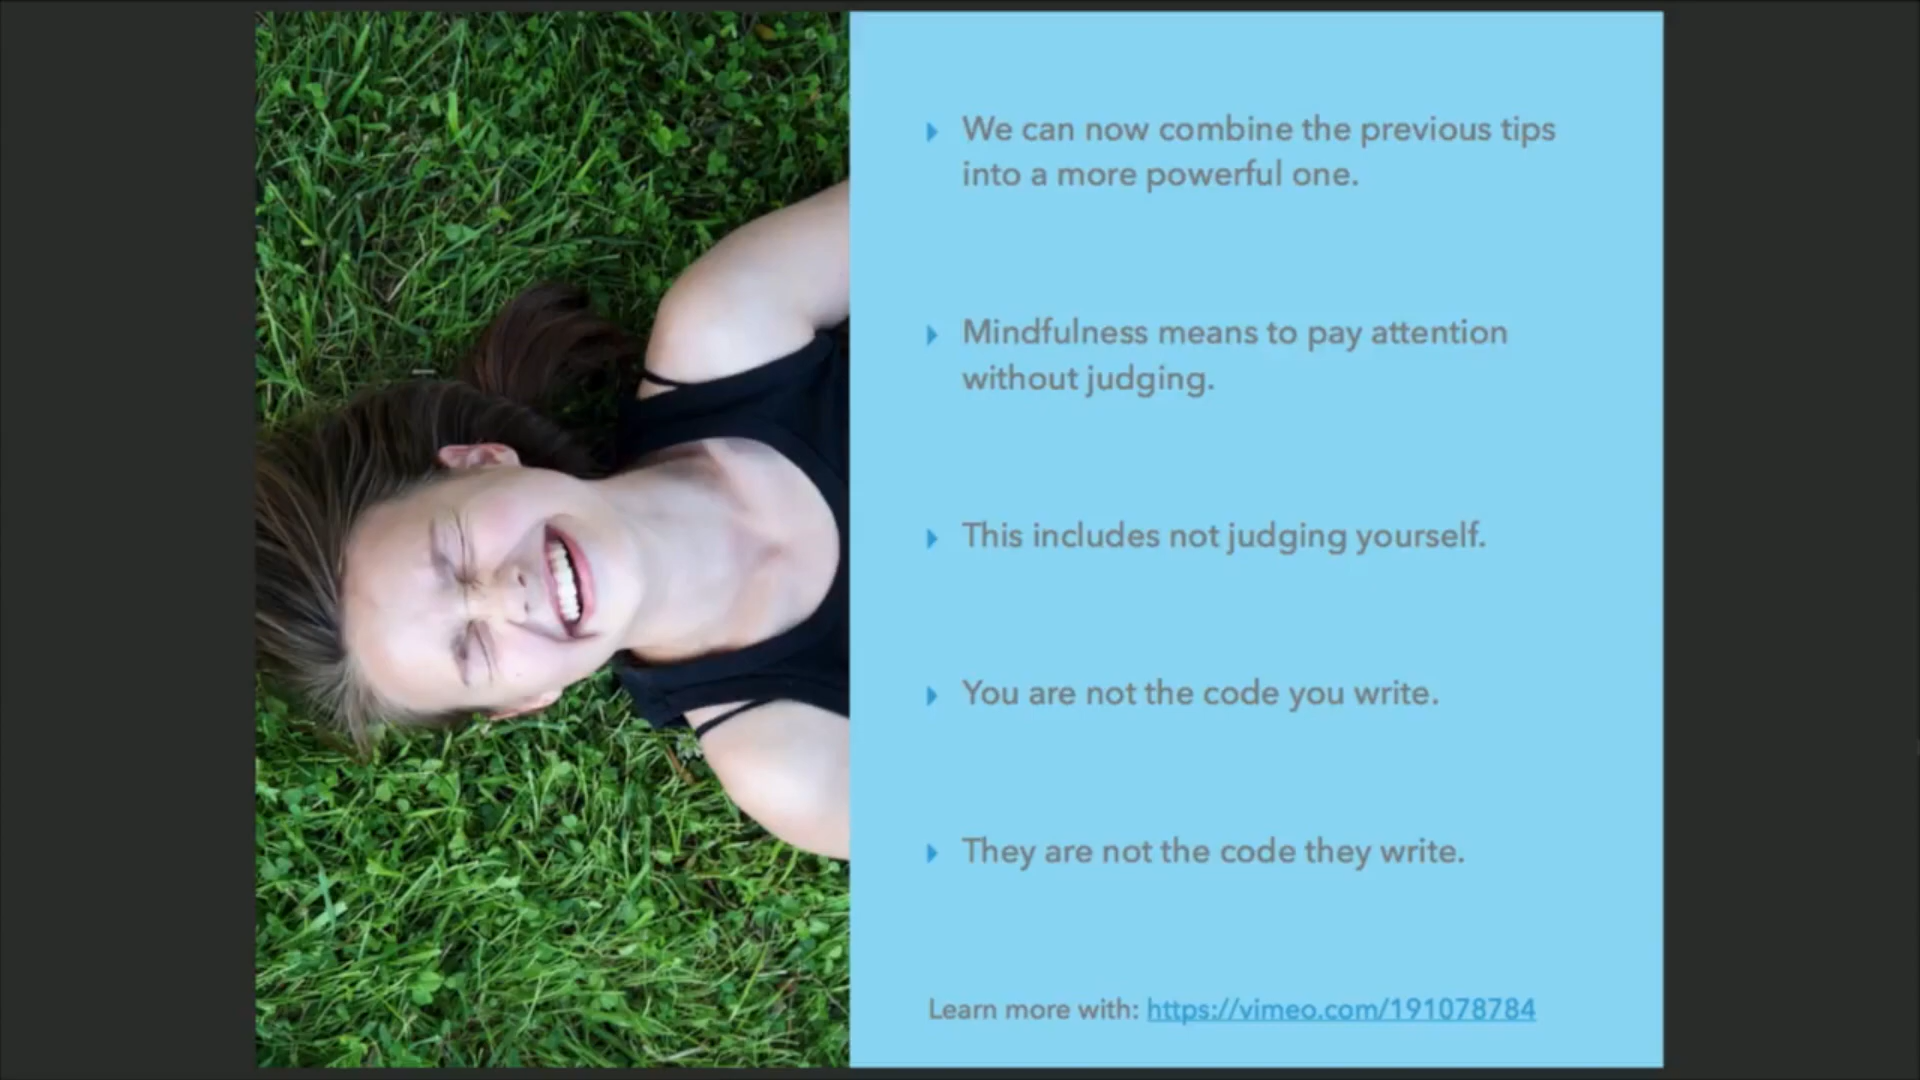 We can now combine the previous tips
into a more powerful one.
Mindfulness means to pay attention
without judging.
This includes not judging yourself.
You are not the code you write.
They are not the code they write.
Learn more with: https://vimeo.com/191078784